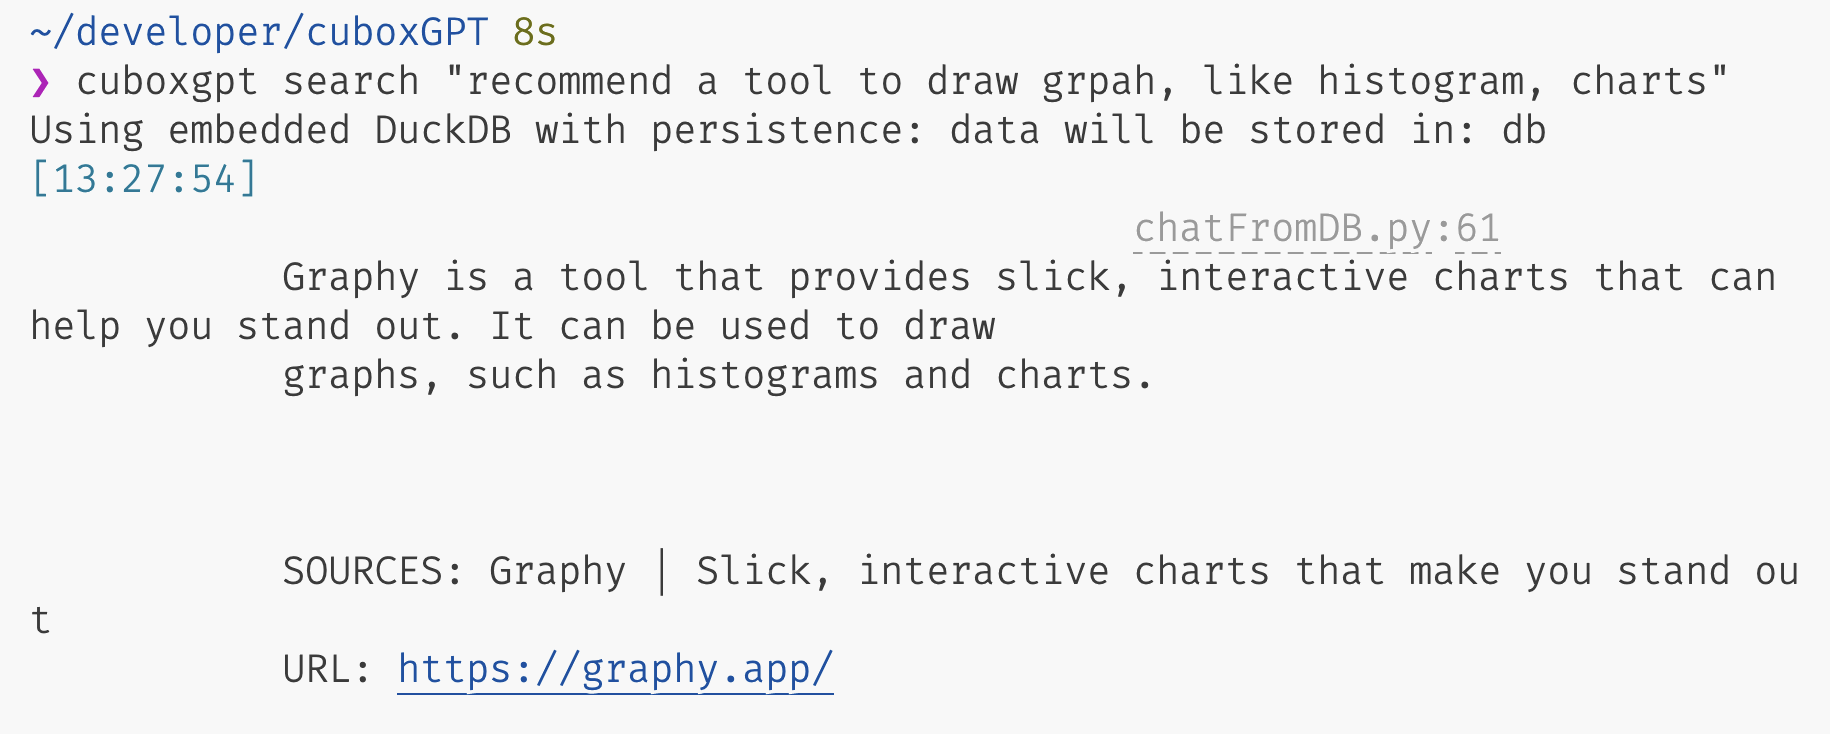 ~/developer/cuboxGPT 8s
❯ cuboxgpt search "recommend a tool to draw grpah, like histogram, charts"
Using embedded DuckDB with persistence: data will be stored in: db
[13:27:54]
chatFromDB.py:61
Graphy is a tool that provides slick, interactive charts that can
help you stand out. It can be used to draw
graphs, such as histograms and charts.
SOURCES: Graphy | Slick, interactive charts that make you stand ou
t
URL: https://graphy.app/